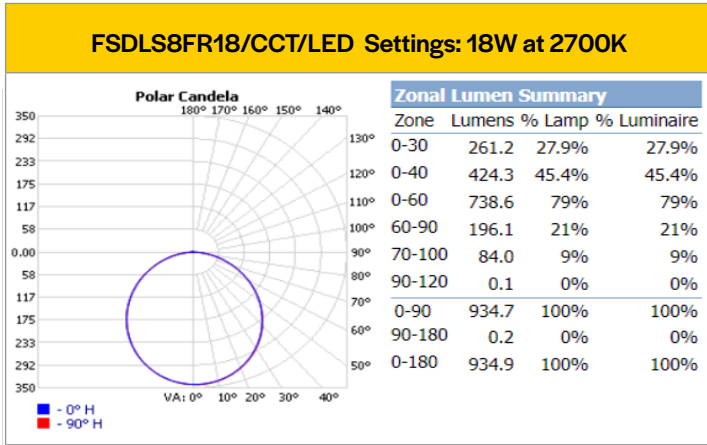 FSDLS8FR18/CCT/LED Settings: 18W at 2700K
Polar Candela
180° 170° 160° 150° 140°
350
292
233
175
117
58
0.00
58
117
175
233
292
350
130°
120°
110°
100°
90°
80°
70°
60°
50°
VA: 0° 10° 20° 30° 40°
- 0° H
- 90° H
Zonal Lumen Summary
Zone Lumens % Lamp % Luminaire
0-30 261.2 27.9% 27.9%
0-40 424.3 45.4% 45.4%
0-60 738.6 79% 79%
60-90 196.1 21% 21%
70-100 84.0 9% 9%
90-120 0.1 0% 0%
0-90 934.7 100% 100%
90-180 0.2 0% 0%
0-180 934.9 100% 100%